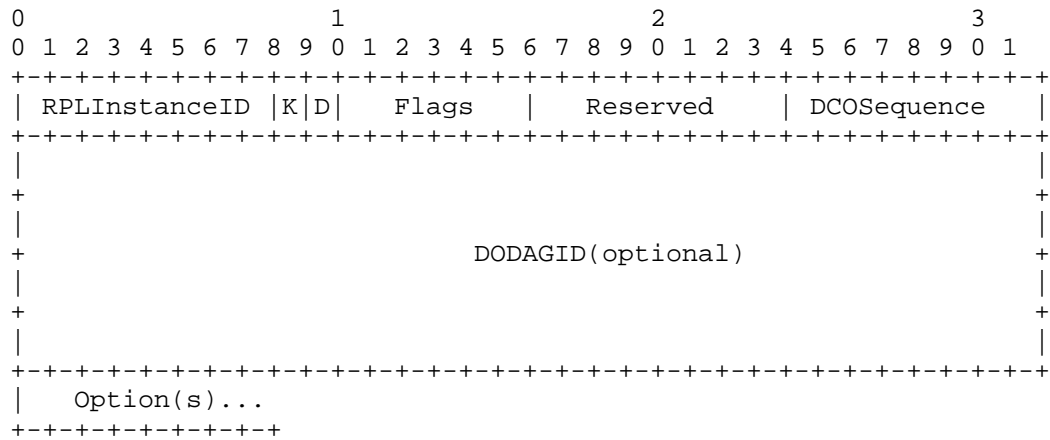 0                   1                   2                   3
0 1 2 3 4 5 6 7 8 9 0 1 2 3 4 5 6 7 8 9 0 1 2 3 4 5 6 7 8 9 0 1
+-+-+-+-+-+-+-+-+-+-+-+-+-+-+-+-+-+-+-+-+-+-+-+-+-+-+-+-+-+-+-+-+
| RPLInstanceID |K|D|   Flags   |   Reserved    | DCOSequence   |
+-+-+-+-+-+-+-+-+-+-+-+-+-+-+-+-+-+-+-+-+-+-+-+-+-+-+-+-+-+-+-+-+
|                                                               |
+                                                               +
|                                                               |
+                            DODAGID(optional)                  +
|                                                               |
+                                                               +
|                                                               |
+-+-+-+-+-+-+-+-+-+-+-+-+-+-+-+-+-+-+-+-+-+-+-+-+-+-+-+-+-+-+-+-+
|   Option(s)...
+-+-+-+-+-+-+-+-+